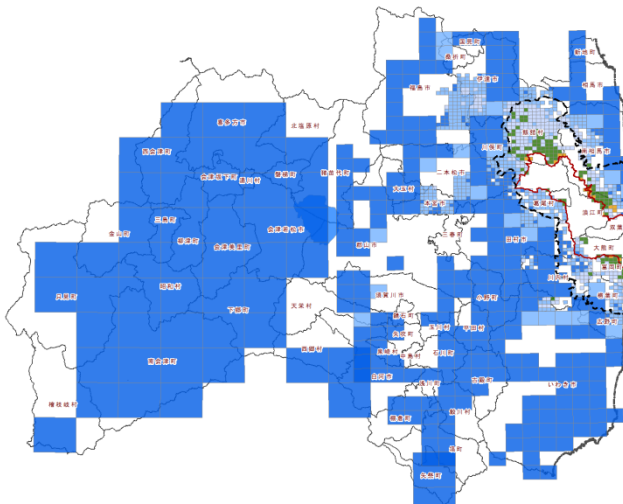 国見町
桑折町
新地町
伊達市
相馬市
福島市
喜多方市
北塩原村
飯舘村
川俣町
南相馬市
西会津町
会津坂下町
湯川村
磐梯町
猪苗代町
二本松市
大玉村
本宮市
葛尾村
浪江町
双葉
金山町
三島町
柳津町
会津美里町
会津若松市
郡山市
三春町
田村市
大熊町
川内村
富岡町
只見町
昭和村
下郷町
天栄村
須賀川市
鏡石町
小野町
楢葉町
広野町
矢吹町
玉川村
平田村
南会津町
西郷村
泉崎村
中島村
石川町
白河市
浅川町
古殿町
いわき市
檜枝岐村
棚倉町
鮫川村
塙町
矢祭町